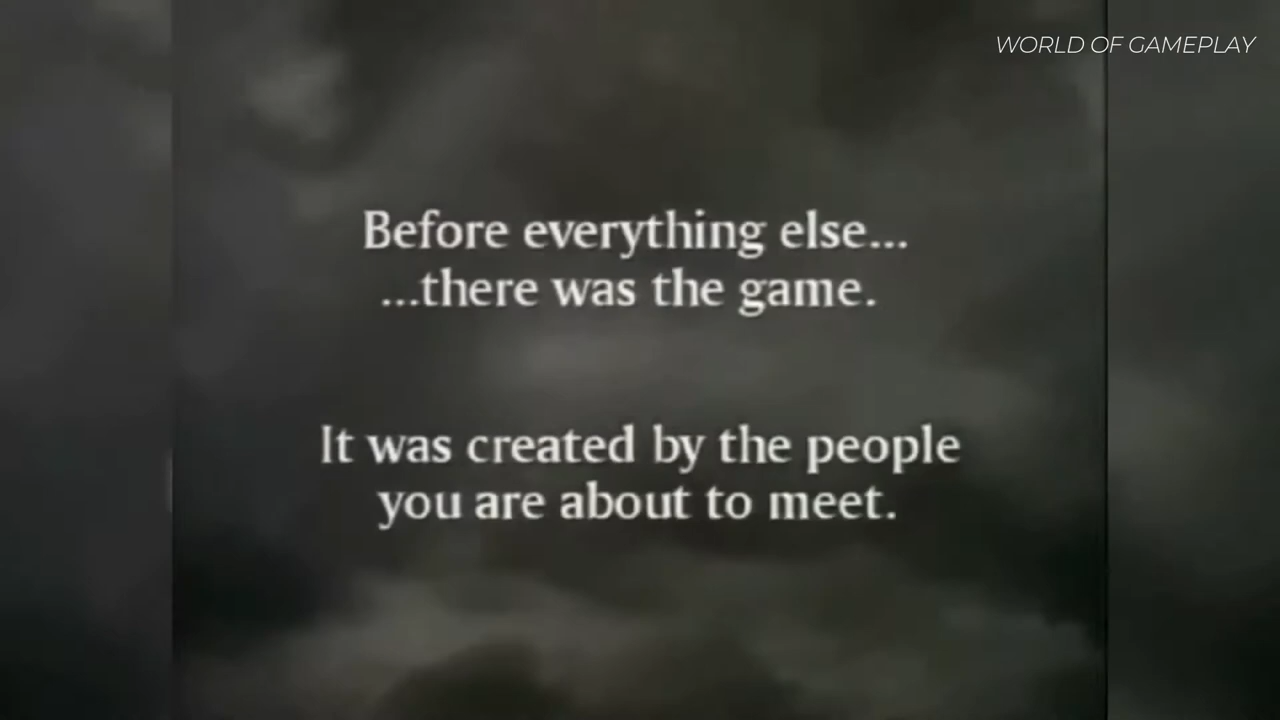 WORLD OF GAMEPLAY
Before everything else...
...there was the game.
It was created by the people
you are about to meet.